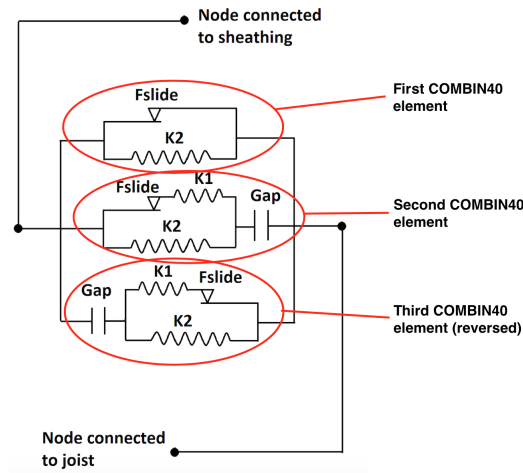 Node connected
to sheathing
First COMBIN40
element
Fslide
K2
Fslide
K1
Gap
K2
Second COMBIN40
element
K1
Gap
Fslide
K2
Third COMBIN40
element (reversed)
Node connected
to joist